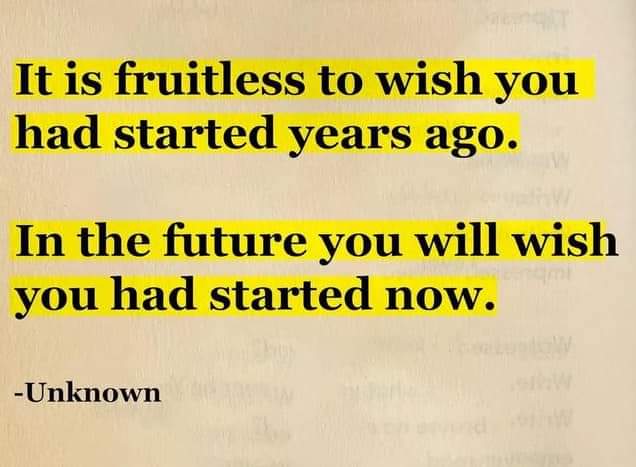 It is fruitless to wish you
had started years ago.
In the future you will wish
you had started now.
-Unknown